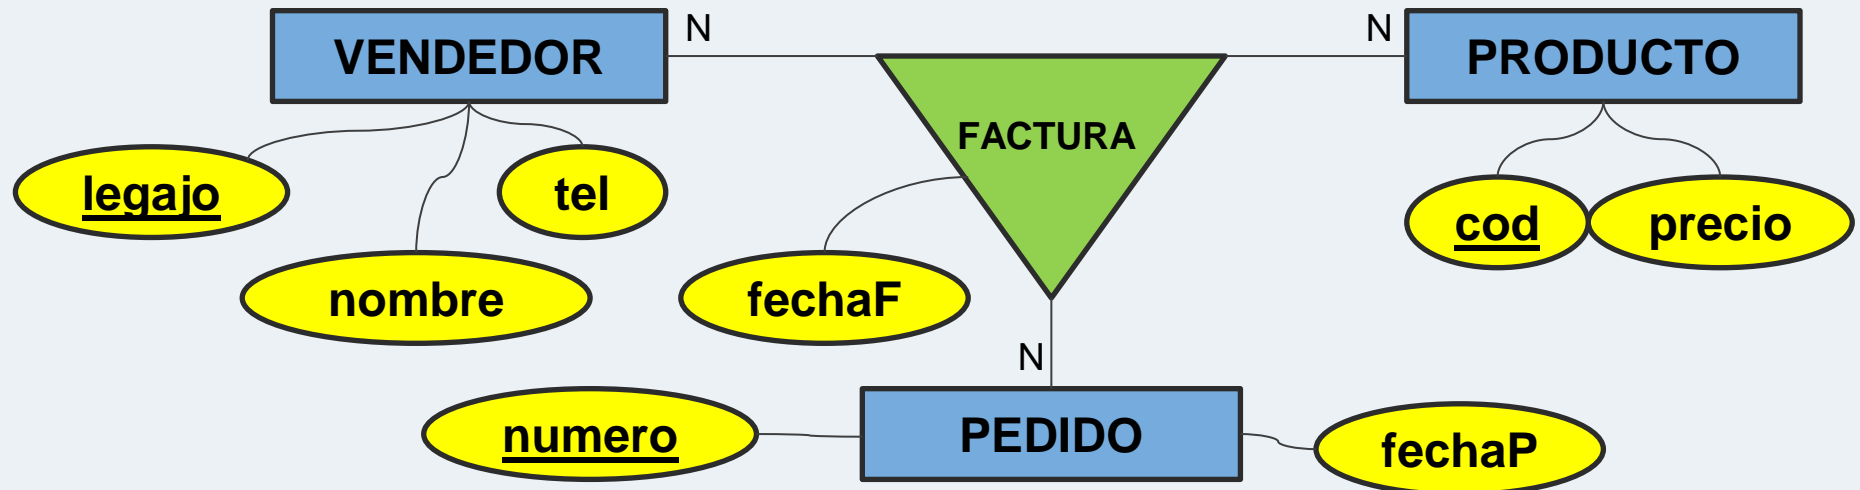 N
N
VENDEDOR
PRODUCTO
FACTURA
legajo
tel
cod
precio
nombre
fechaF
N
numero
PEDIDO
fechaP